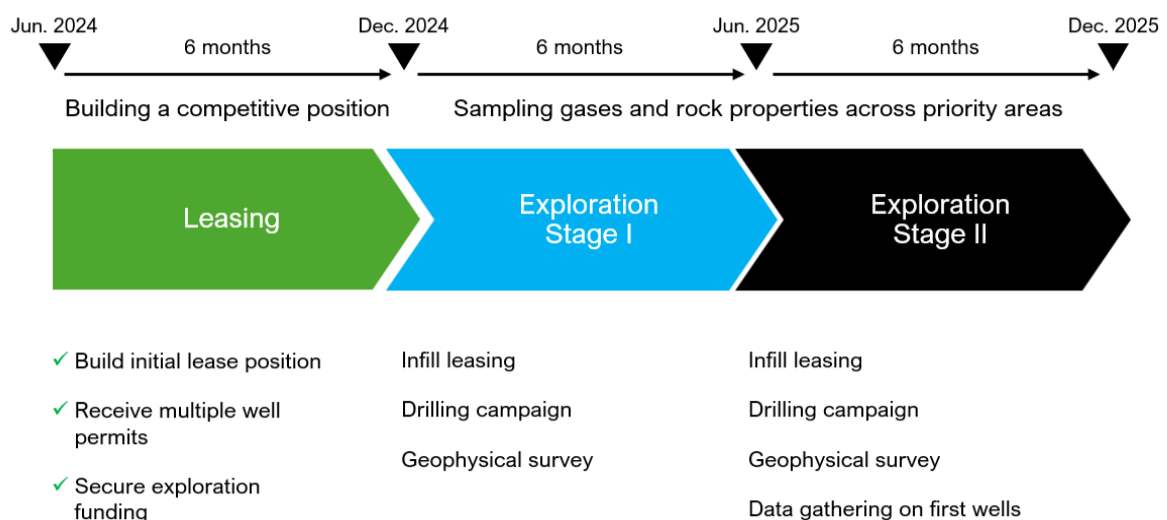 Jun. 2024
Dec. 2024
Jun. 2025
Dec. 2025
6 months
6 months
6 months
Building a competitive position
Sampling gases and rock properties across priority areas
Leasing
Exploration
Stage I
Exploration
Stage II
✓ Build initial lease position
✓ Receive multiple well
permits
✓ Secure exploration
funding
Infill leasing
Drilling campaign
Geophysical survey
Infill leasing
Drilling campaign
Geophysical survey
Data gathering on first wells